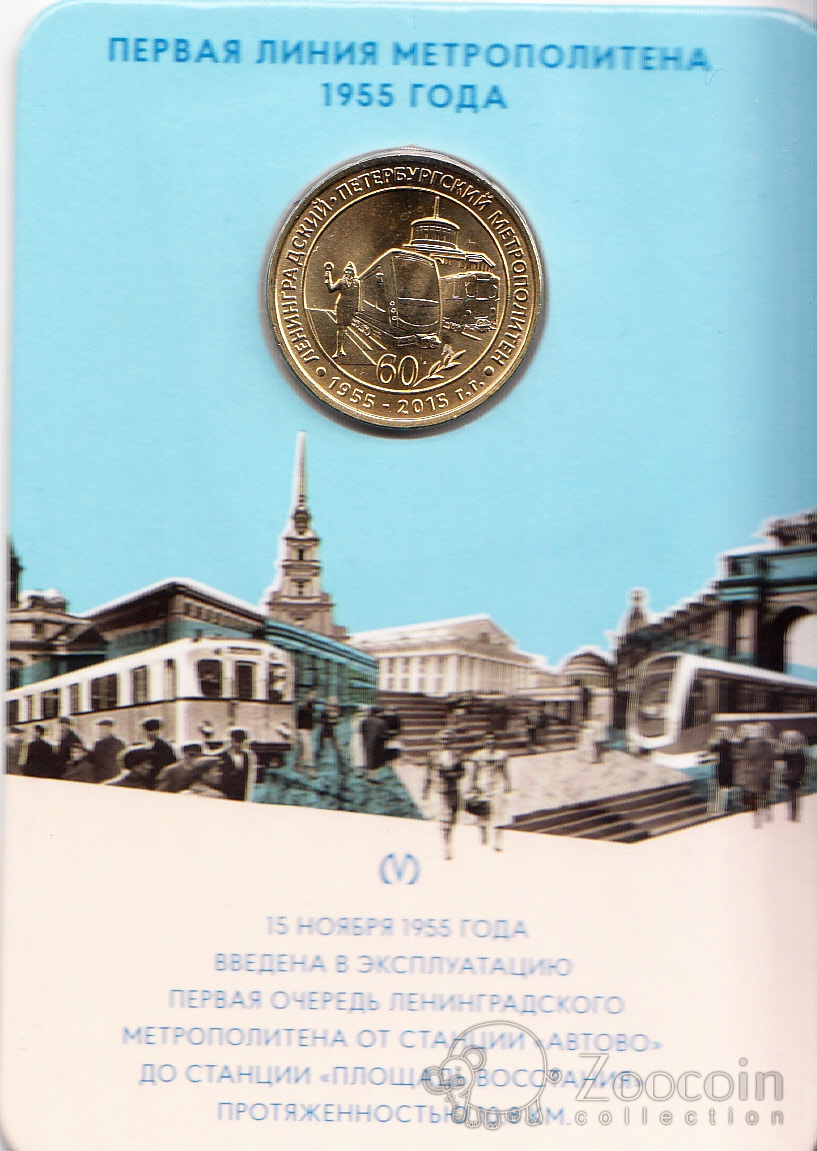 ПЕРВАЯ ЛИНИЯ МЕТРОПОЛИТЕНА
1955 ГОДА
ЛЕНИНГРАДСКИЙ · ПЕТЕРБУРГСКИЙ МЕТРОПОЛИТЕН
60
• 1955 - 2015 г.г. •
15 НОЯБРЯ 1955 ГОДА
ВВЕДЕНА В ЭКСПЛУАТАЦИЮ
ПЕРВАЯ ОЧЕРЕДЬ ЛЕНИНГРАДСКОГО
МЕТРОПОЛИТЕНА ОТ СТАНЦИИ «АВТОВО»
ДО СТАНЦИИ «ПЛОЩАДЬ ВОССТАНИЯ»
ПРОТЯЖЕННОСТЬЮ КМ.
Zoocoin
collection